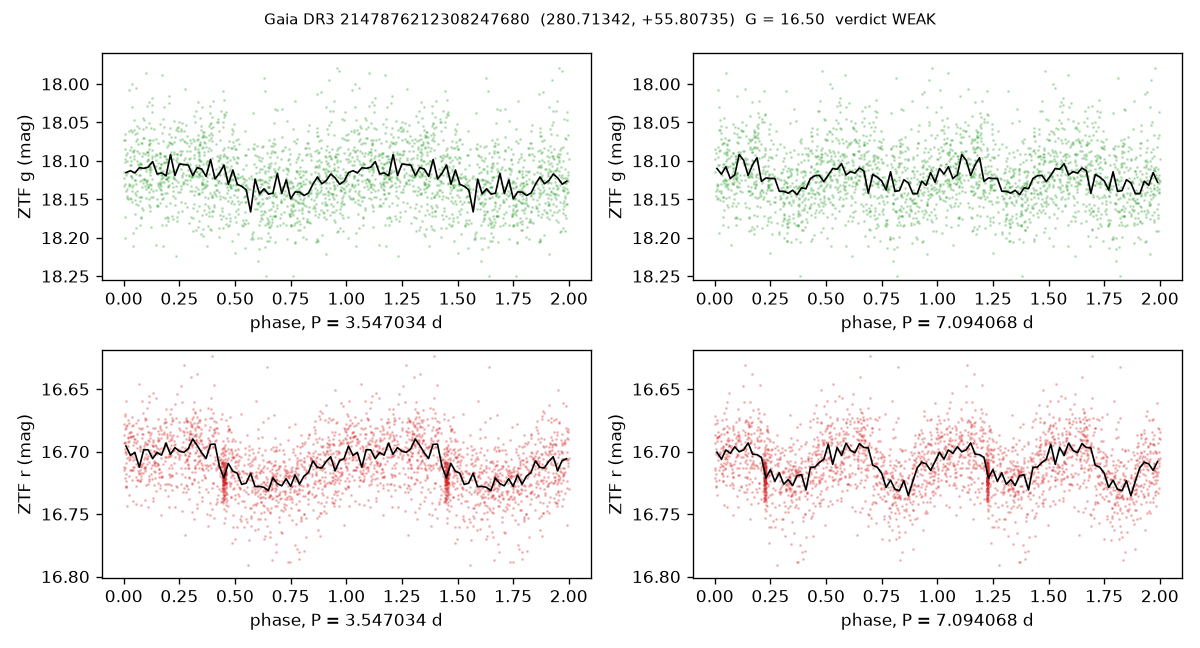 Gaia DR3 2147876212308247680  (280.71342, +55.80735)  G = 16.50  verdict WEAK
ZTF g (mag)
18.00
18.05
18.10
18.15
18.20
18.25
0.00 0.25 0.50 0.75 1.00 1.25 1.50 1.75 2.00
phase, P = 3.547034 d
ZTF g (mag)
18.00
18.05
18.10
18.15
18.20
18.25
0.00 0.25 0.50 0.75 1.00 1.25 1.50 1.75 2.00
phase, P = 7.094068 d
ZTF r (mag)
16.65
16.70
16.75
16.80
0.00 0.25 0.50 0.75 1.00 1.25 1.50 1.75 2.00
phase, P = 3.547034 d
ZTF r (mag)
16.65
16.70
16.75
16.80
0.00 0.25 0.50 0.75 1.00 1.25 1.50 1.75 2.00
phase, P = 7.094068 d